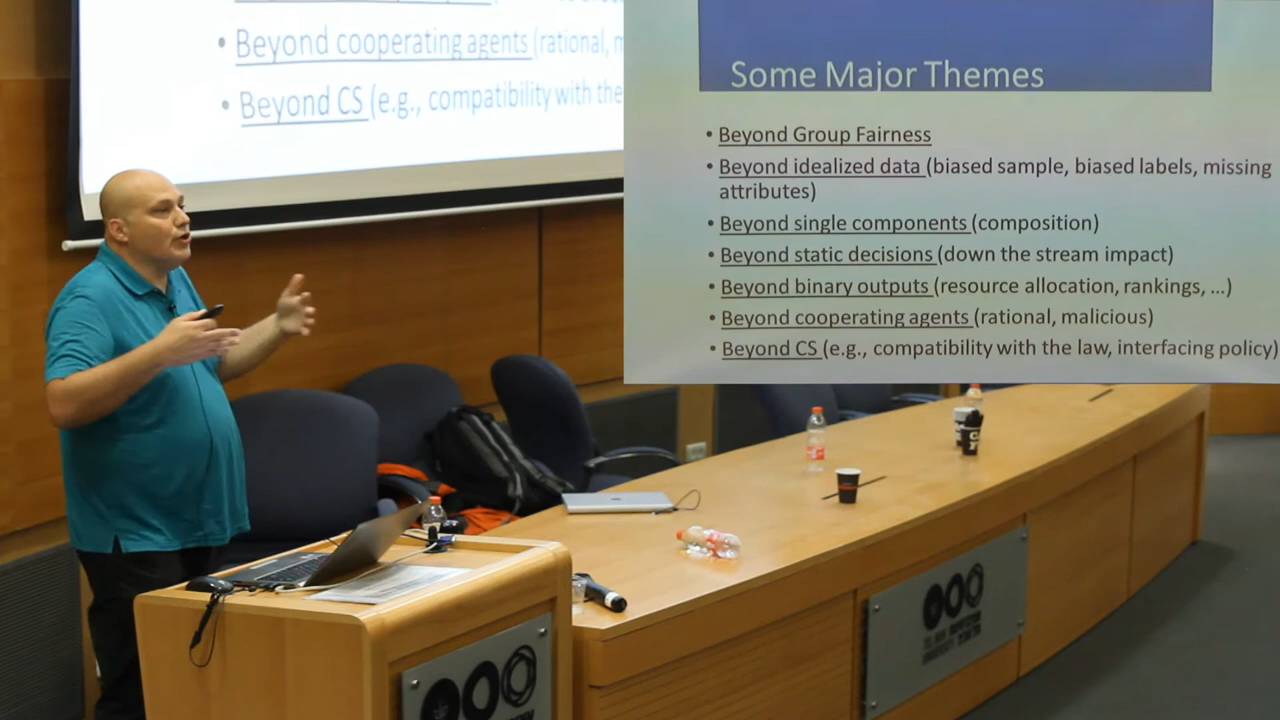 • Beyond cooperating agents (rational, m
• Beyond CS (e.g., compatibility with the
Some Major Themes
• Beyond Group Fairness
• Beyond idealized data (biased sample, biased labels, missing
attributes)
• Beyond single components (composition)
• Beyond static decisions (down the stream impact)
• Beyond binary outputs (resource allocation, rankings, ...)
• Beyond cooperating agents (rational, malicious)
• Beyond CS (e.g., compatibility with the law, interfacing policy)